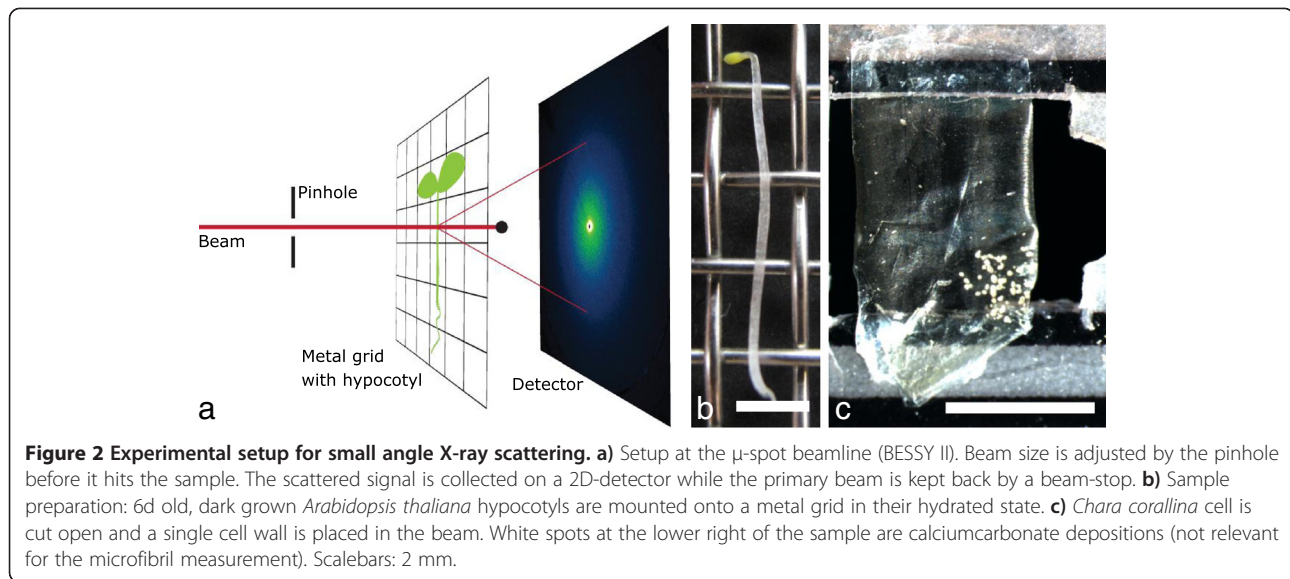 Pinhole
Beam
Metal grid
with hypocotyl
Detector
a
b
c
Figure 2 Experimental setup for small angle X-ray scattering. a) Setup at the µ-spot beamline (BESSY II). Beam size is adjusted by the pinhole
before it hits the sample. The scattered signal is collected on a 2D-detector while the primary beam is kept back by a beam-stop. b) Sample
preparation: 6d old, dark grown Arabidopsis thaliana hypocotyls are mounted onto a metal grid in their hydrated state. c) Chara corallina cell is
cut open and a single cell wall is placed in the beam. White spots at the lower right of the sample are calciumcarbonate depositions (not relevant
for the microfibril measurement). Scalebars: 2 mm.